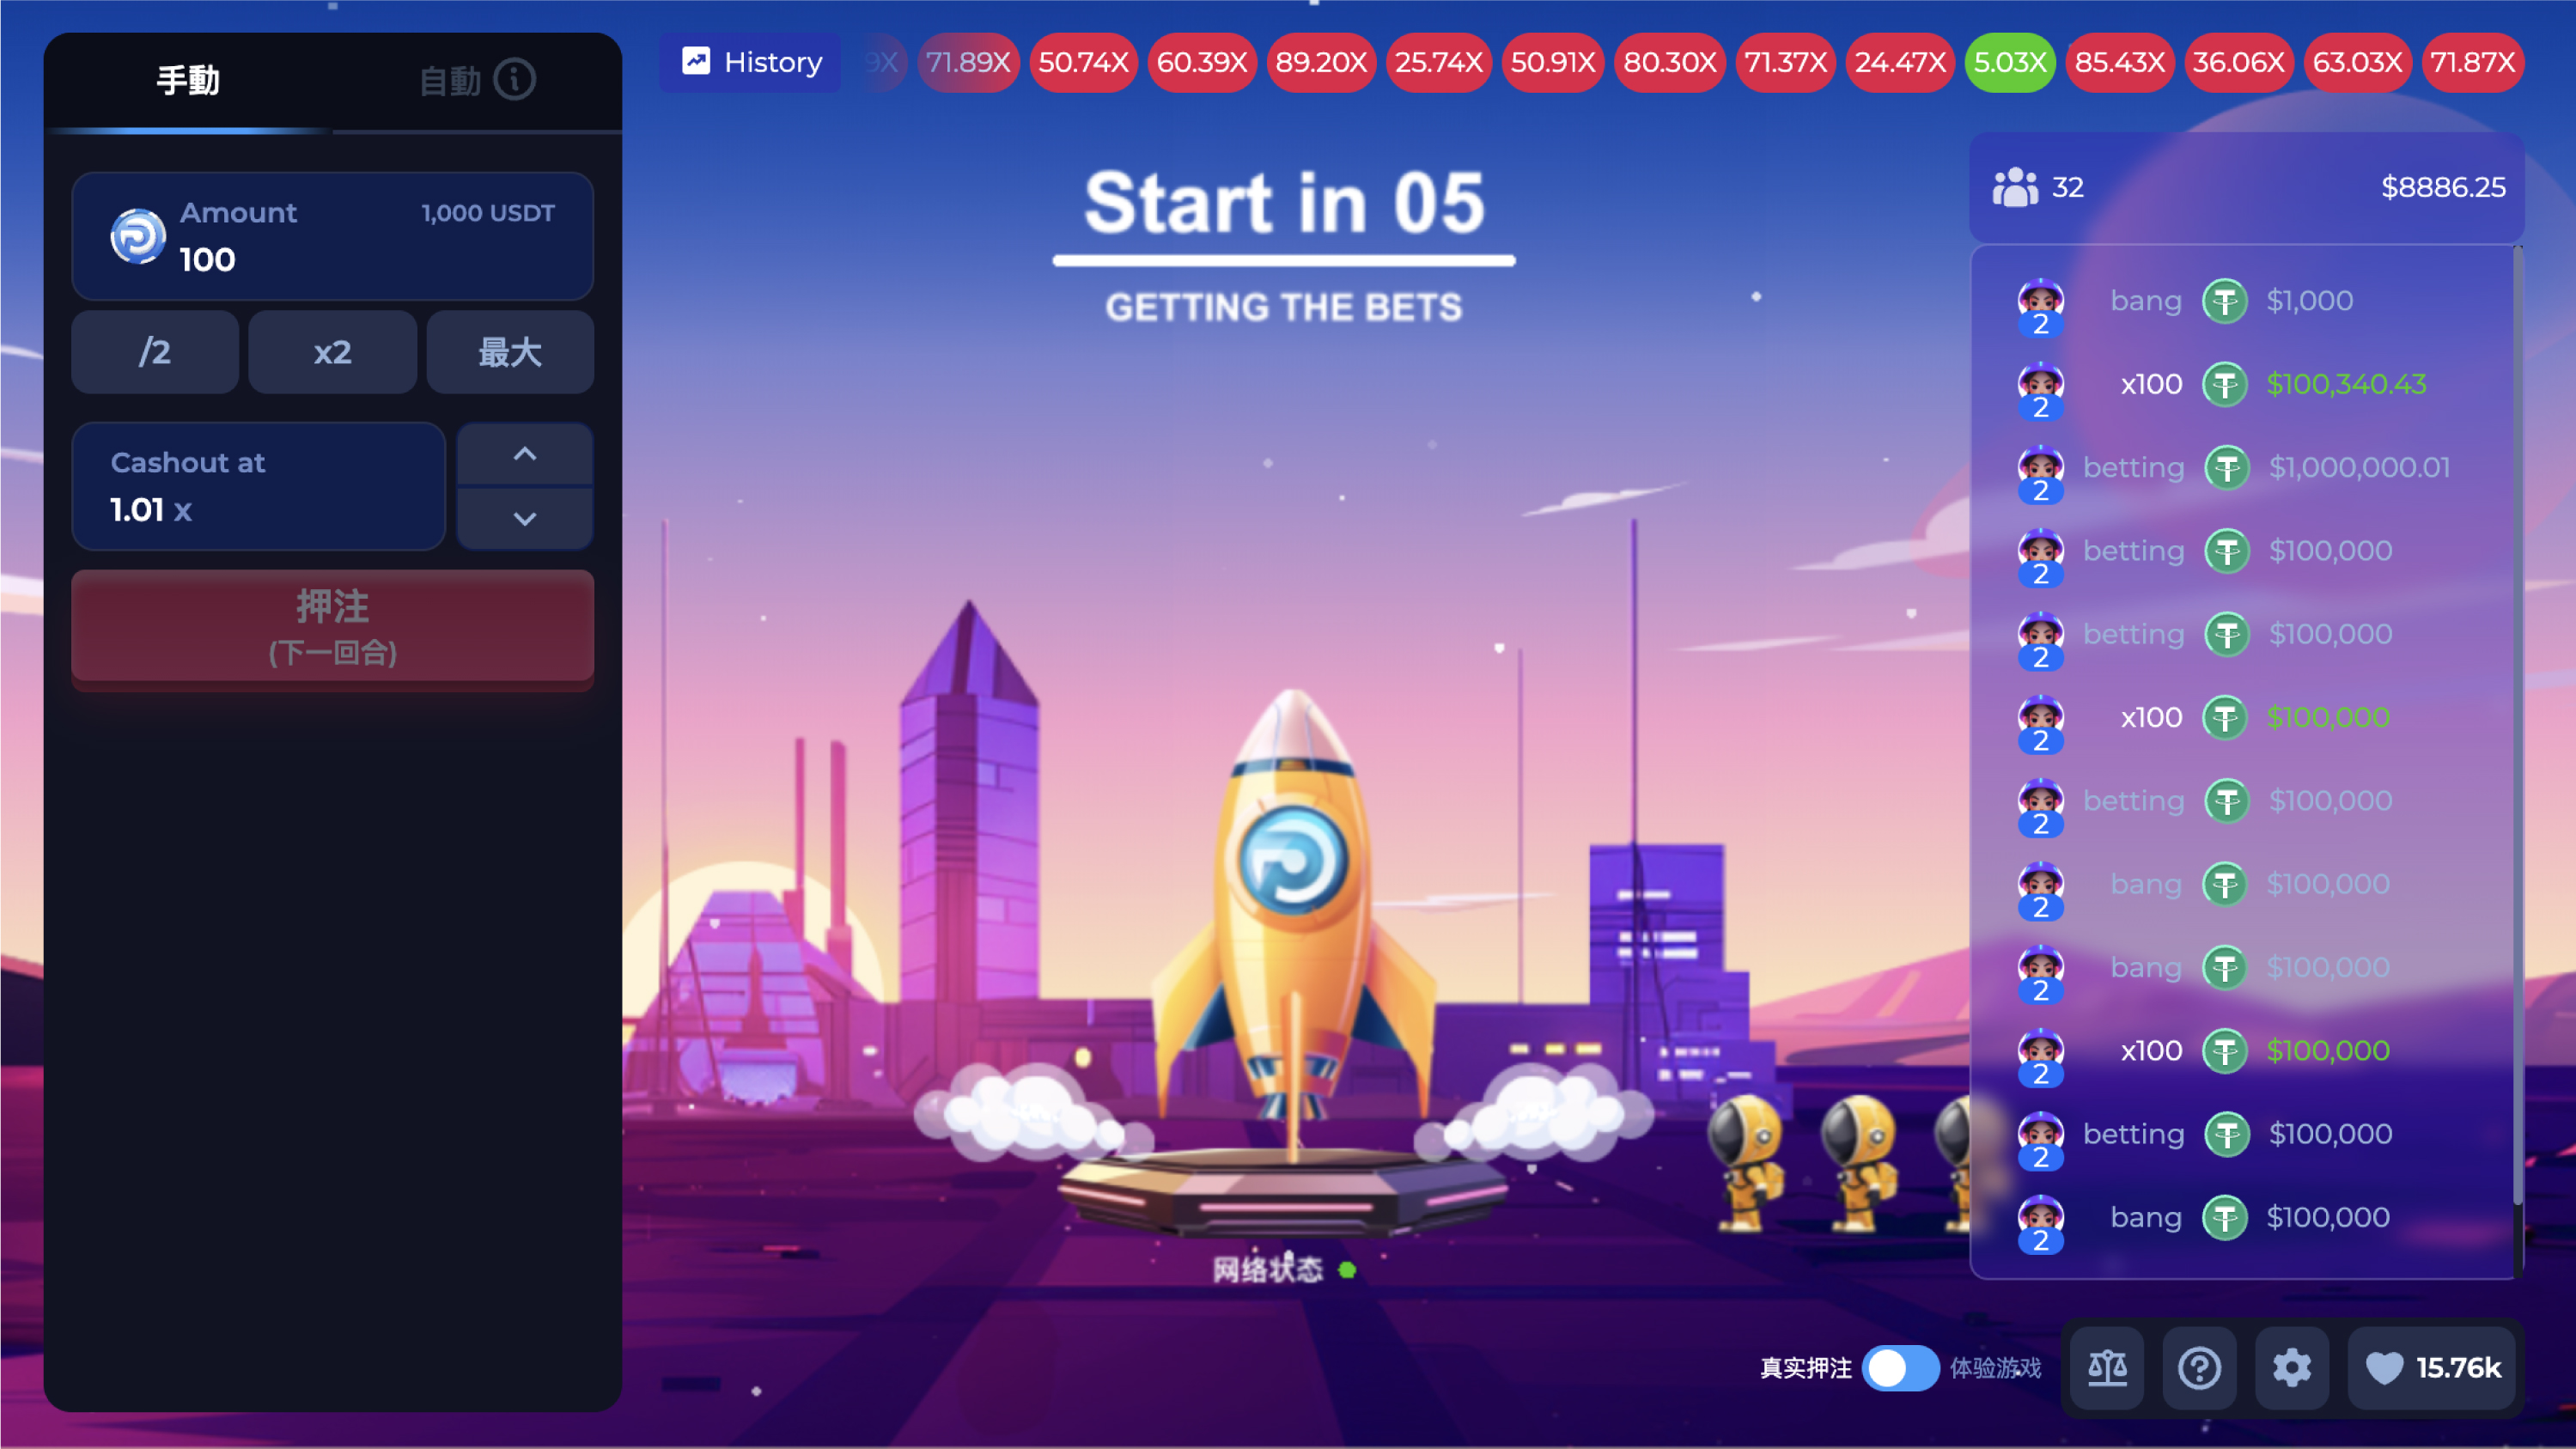 手動
自動
Amount
1,000 USDT
100
/2
x2
最大
Cashout at
1.01 x
押注
(下一回合)
History
9X
71.89X
50.74X
60.39X
89.20X
25.74X
50.91X
80.30X
71.37X
24.47X
5.03X
85.43X
36.06X
63.03X
71.87X
Start in 05
GETTING THE BETS
网络状态
32
$8886.25
2 bang $1,000
2 x100 $100,340.43
2 betting $1,000,000.01
2 betting $100,000
2 betting $100,000
2 x100 $100,000
2 betting $100,000
2 bang $100,000
2 bang $100,000
2 x100 $100,000
2 betting $100,000
2 bang $100,000
真实押注
体验游戏
15.76k